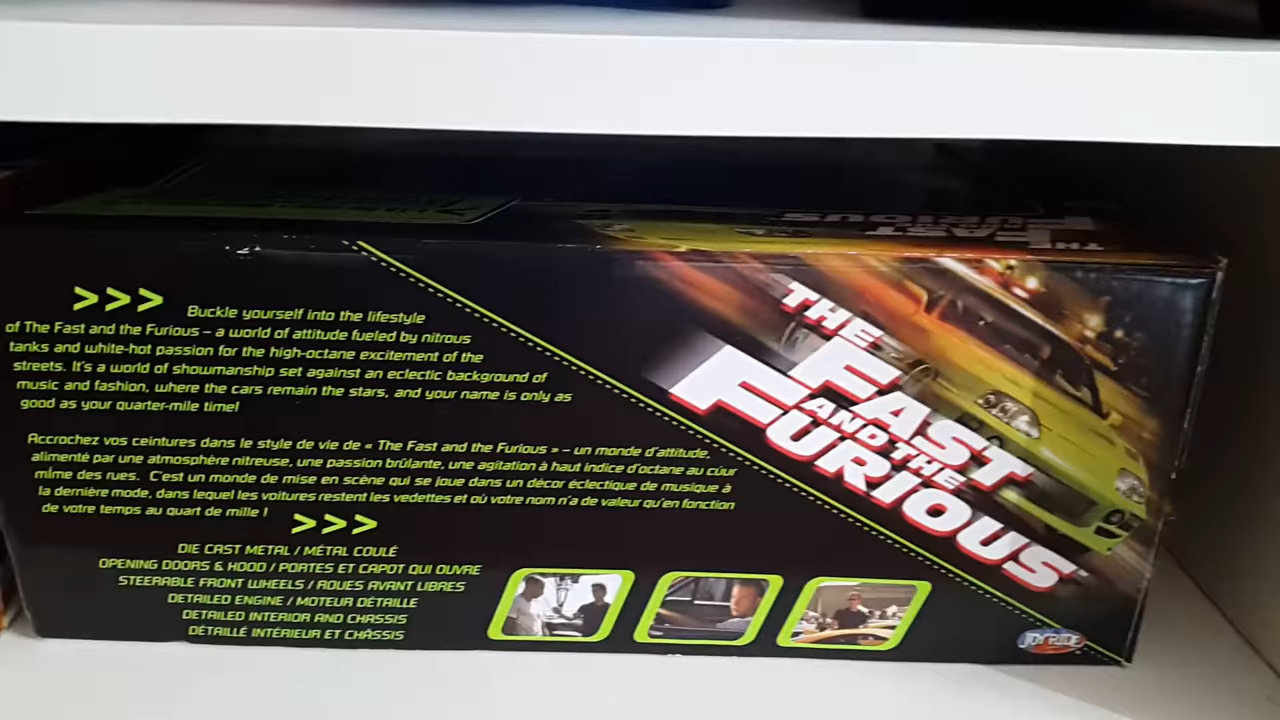 >>> Buckle yourself into the lifestyle
of The Fast and the Furious – a world of attitude fueled by nitrous
tanks and white-hot passion for the high-octane excitement of the
streets. It's a world of showmanship set against an eclectic background of
music and fashion, where the cars remain the stars, and your name is only as
good as your quarter-mile time!
Accrochez vos ceintures dans le style de vie de « The Fast and the Furious » – un monde d'attitude,
alimenté par une atmosphère nitreuse, une passion brûlante, une agitation à haut indice d'octane au cúur
mîme des rues. C'est un monde de mise en scène qui se joue dans un décor éclectique de musique à
la dernière mode, dans lequel les voitures restent les vedettes et où votre nom n'a de valeur qu'en fonction
de votre temps au quart de mille !
>>>
DIE CAST METAL / MÉTAL COULÉ
OPENING DOORS & HOOD / PORTES ET CAPOT QUI OUVRE
STEERABLE FRONT WHEELS / ROUES AVANT LIBRES
DETAILED ENGINE / MOTEUR DÉTAILLE
DETAILED INTERIOR AND CHASSIS
DÉTAILLÉ INTÉRIEUR ET CHÂSSIS
THE
FAST
AND THE
FURIOUS
JOY RIDE
THE
FAST
FURIOUS